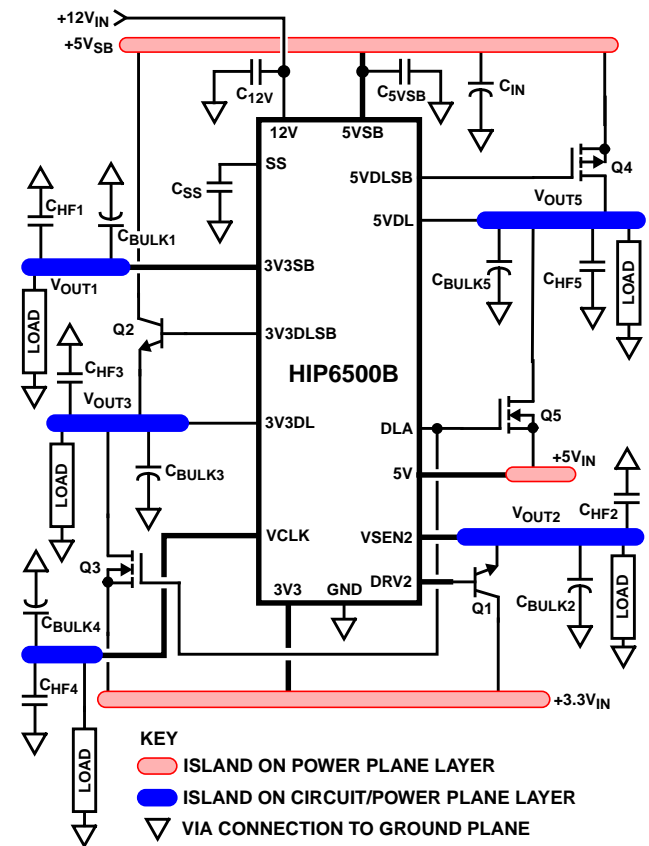 +12VIN
+5VSB
C12V
C5VSB
CIN
12V
5VSB
SS
5VDLSB
Q4
CSS
CHF1
CBULK1
VOUT5
5VDL
3V3SB
VOUT1
CBULK5
CHF5
LOAD
LOAD
Q2
3V3DLSB
CHF3
HIP6500B
VOUT3
3V3DL
DLA
Q5
+5VIN
5V
LOAD
CBULK3
CHF2
VOUT2
VCLK
VSEN2
Q3
3V3
GND
DRV2
Q1
CBULK2
LOAD
CBULK4
CHF4
+3.3VIN
LOAD
KEY
ISLAND ON POWER PLANE LAYER
ISLAND ON CIRCUIT/POWER PLANE LAYER
VIA CONNECTION TO GROUND PLANE